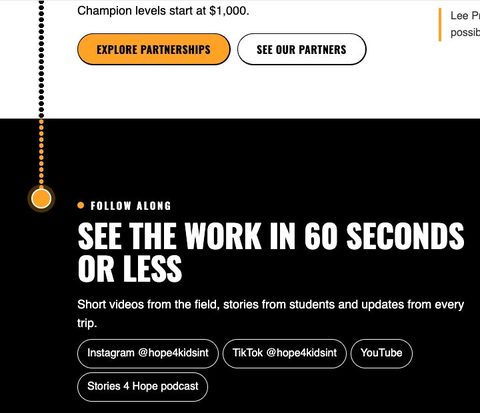 Champion levels start at $1,000.
Lee Pr
possib
EXPLORE PARTNERSHIPS
SEE OUR PARTNERS
FOLLOW ALONG
SEE THE WORK IN 60 SECONDS
OR LESS
Short videos from the field, stories from students and updates from every
trip.
Instagram @hope4kidsint
TikTok @hope4kidsint
YouTube
Stories 4 Hope podcast